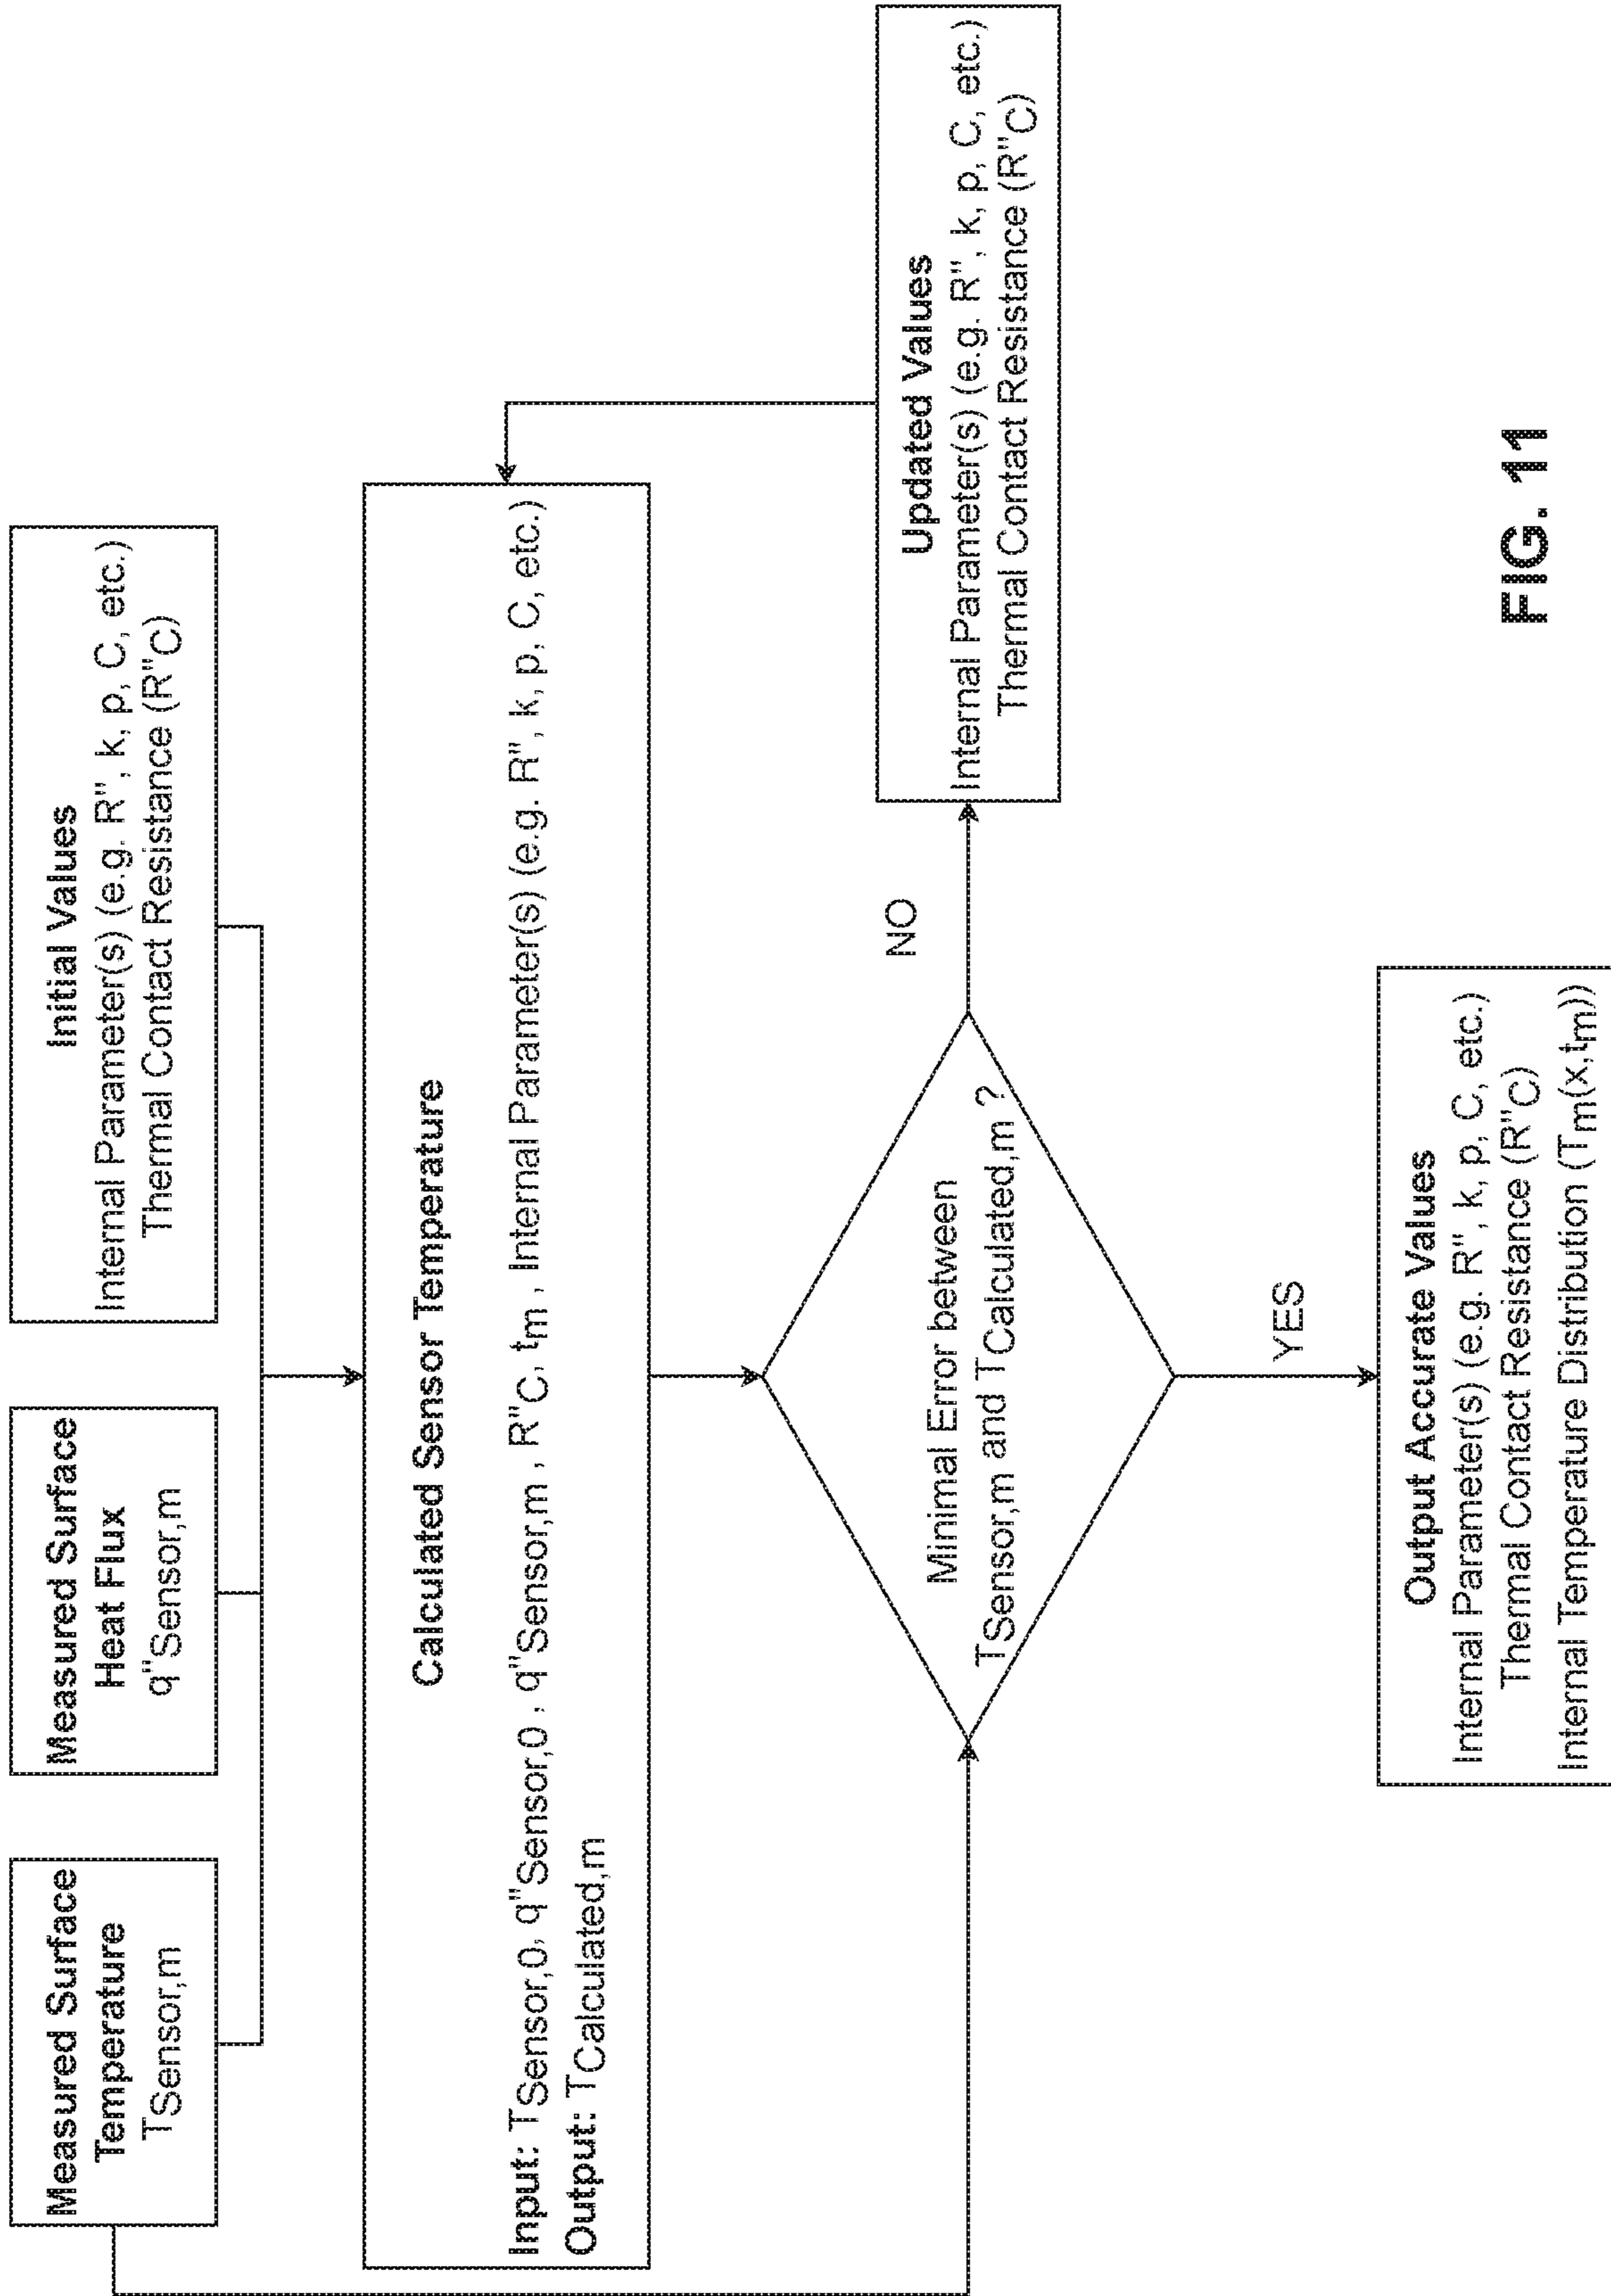 Measured Surface
Temperature
TSensor,m
Measured Surface
Heat Flux
q"Sensor,m
Initial Values
Internal Parameter(s) (e.g. R", k, p, C, etc.)
Thermal Contact Resistance (R"C)
Calculated Sensor Temperature
Input: TSensor,0, q"Sensor,0 , q"Sensor,m , R"C, tm , Internal Parameter(s) (e.g. R", k, p, C, etc.)
Output: TCalculated,m
Minimal Error between
TSensor,m and TCalculated,m ?
NO
Updated Values
Internal Parameter(s) (e.g. R", k, p, C, etc.)
Thermal Contact Resistance (R"C)
YES
Output Accurate Values
Internal Parameter(s) (e.g. R", k, p, C, etc.)
Thermal Contact Resistance (R"C)
Internal Temperature Distribution (Tm(x,tm))
FIG. 11